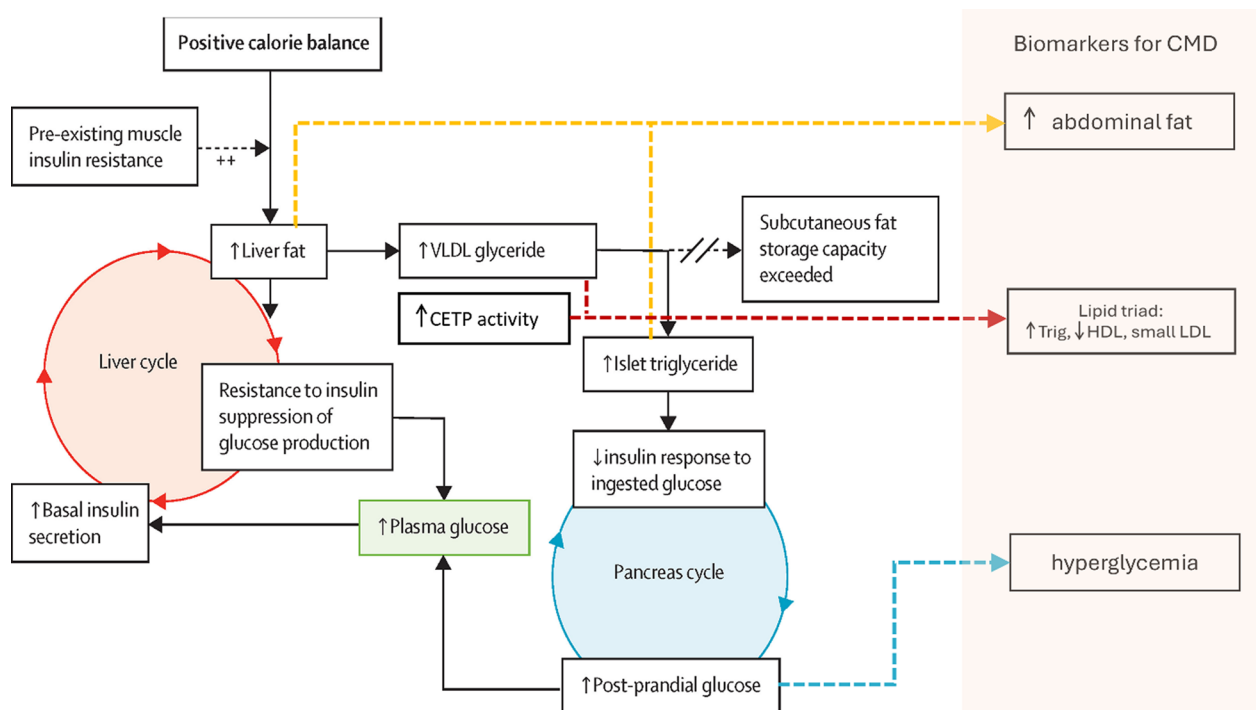 Positive calorie balance
Biomarkers for CMD
Pre-existing muscle
insulin resistance
++
↑ abdominal fat
↑Liver fat
↑VLDL glyceride
Subcutaneous fat
storage capacity
exceeded
↑CETP activity
Lipid triad:
↑Trig, ↓HDL, small LDL
Liver cycle
↑Islet triglyceride
Resistance to insulin
suppression of
glucose production
↓insulin response to
ingested glucose
↑Basal insulin
secretion
↑Plasma glucose
Pancreas cycle
hyperglycemia
↑Post-prandial glucose